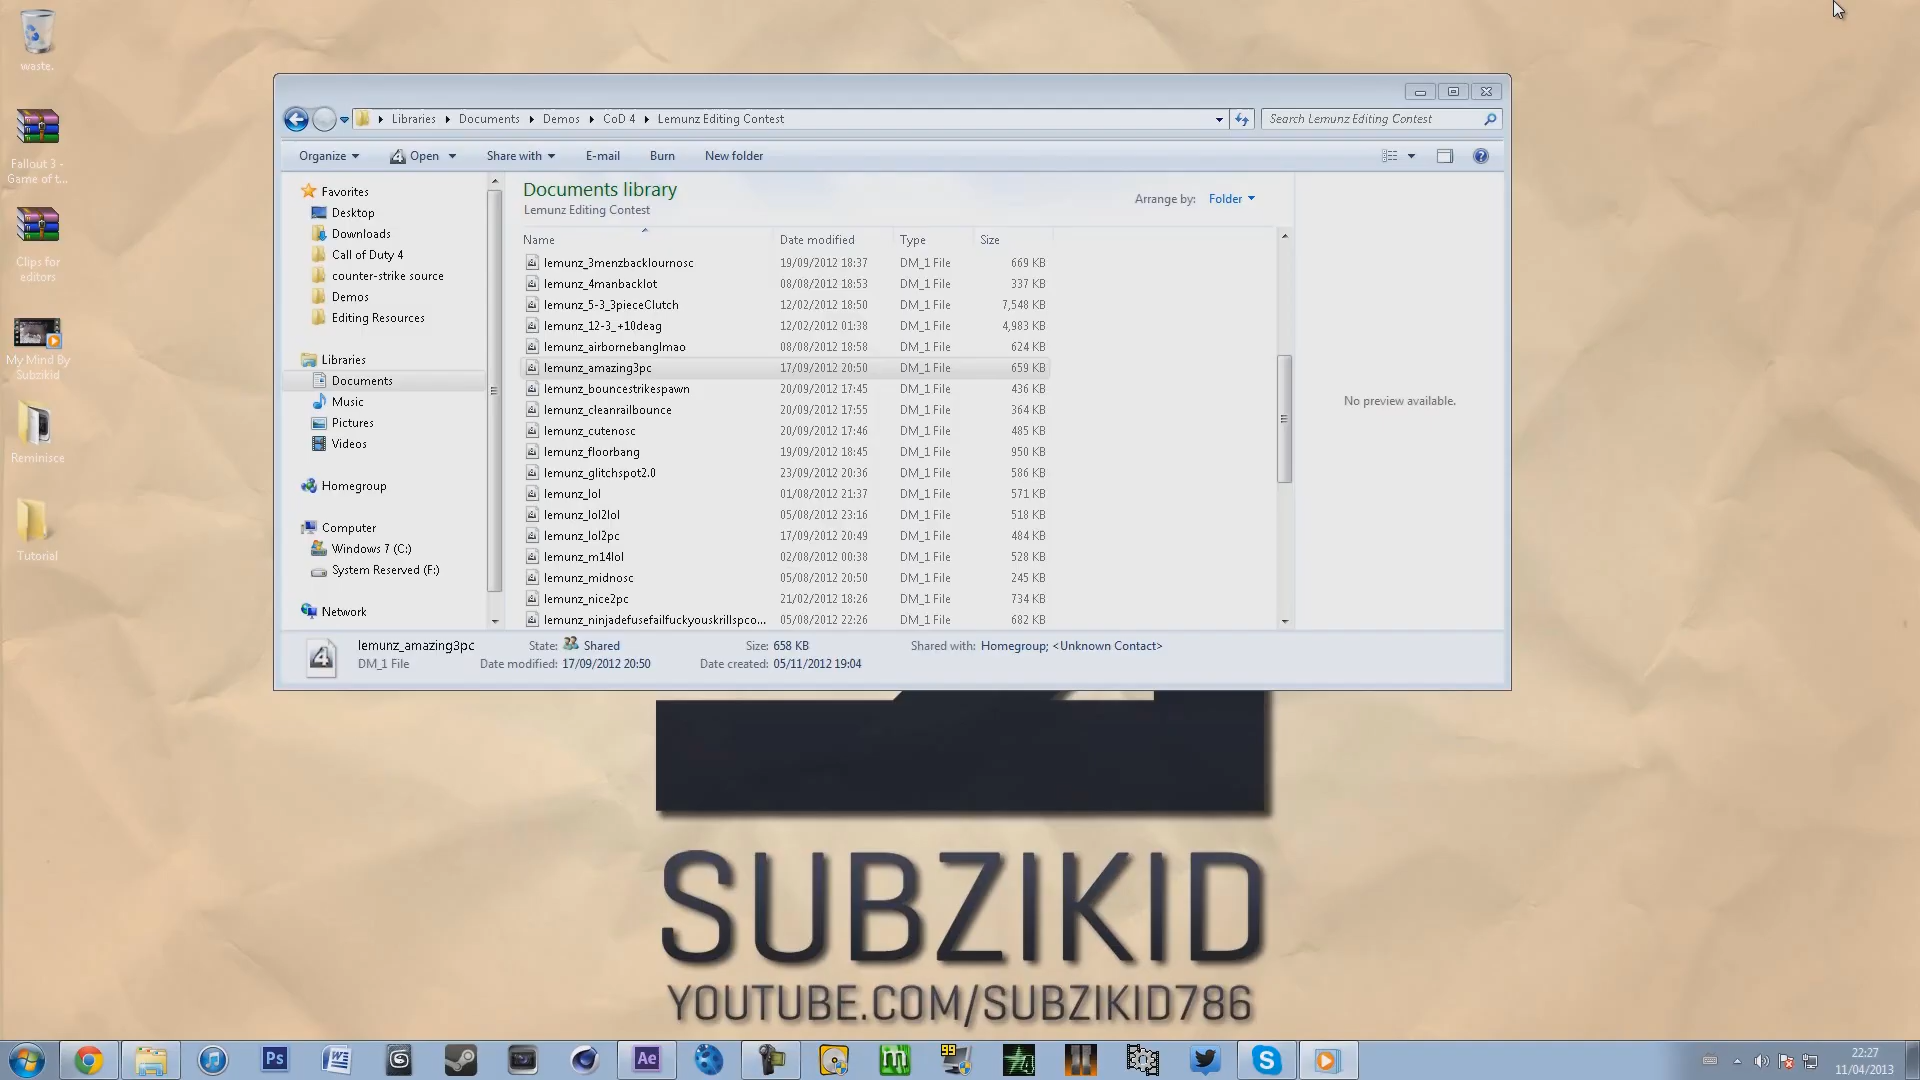 waste.
Fallout 3 -
Game of t...
Clips for
editors
My Mind By
Subzikid
Reminisce
Tutorial
Libraries Documents Demos CoD 4 Lemunz Editing Contest
Search Lemunz Editing Contest
Organize Open Share with E-mail Burn New folder
Favorites
Desktop
Downloads
Call of Duty 4
counter-strike source
Demos
Editing Resources
Libraries
Documents
Music
Pictures
Videos
Homegroup
Computer
Windows 7 (C:)
System Reserved (F:)
Network
Documents library
Lemunz Editing Contest
Arrange by: Folder
Name Date modified Type Size
lemunz_3menzbacklournosc 19/09/2012 18:37 DM_1 File 669 KB
lemunz_4manbacklot 08/08/2012 18:53 DM_1 File 337 KB
lemunz_5-3_3pieceClutch 12/02/2012 18:50 DM_1 File 7,548 KB
lemunz_12-3_+10deag 12/02/2012 01:38 DM_1 File 4,983 KB
lemunz_airbornebanglmao 08/08/2012 18:58 DM_1 File 624 KB
lemunz_amazing3pc 17/09/2012 20:50 DM_1 File 659 KB
lemunz_bouncestrikespawn 20/09/2012 17:45 DM_1 File 436 KB
lemunz_cleanrailbounce 20/09/2012 17:55 DM_1 File 364 KB
lemunz_cutenosc 20/09/2012 17:46 DM_1 File 485 KB
lemunz_floorbang 19/09/2012 18:45 DM_1 File 950 KB
lemunz_glitchspot2.0 23/09/2012 20:36 DM_1 File 586 KB
lemunz_lol 01/08/2012 21:37 DM_1 File 571 KB
lemunz_lol2lol 05/08/2012 23:16 DM_1 File 518 KB
lemunz_lol2pc 17/09/2012 20:49 DM_1 File 484 KB
lemunz_m14lol 02/08/2012 00:38 DM_1 File 528 KB
lemunz_midnosc 05/08/2012 20:50 DM_1 File 245 KB
lemunz_nice2pc 21/02/2012 18:26 DM_1 File 734 KB
lemunz_ninjadefusefailfuckyouskrillspco... 05/08/2012 22:26 DM_1 File 682 KB
No preview available.
lemunz_amazing3pc State: Shared Size: 658 KB Shared with: Homegroup; <Unknown Contact>
DM_1 File Date modified: 17/09/2012 20:50 Date created: 05/11/2012 19:04
SUBZIKID
YOUTUBE.COM/SUBZIKID786
Ps
Ae
99
22:27
11/04/2013